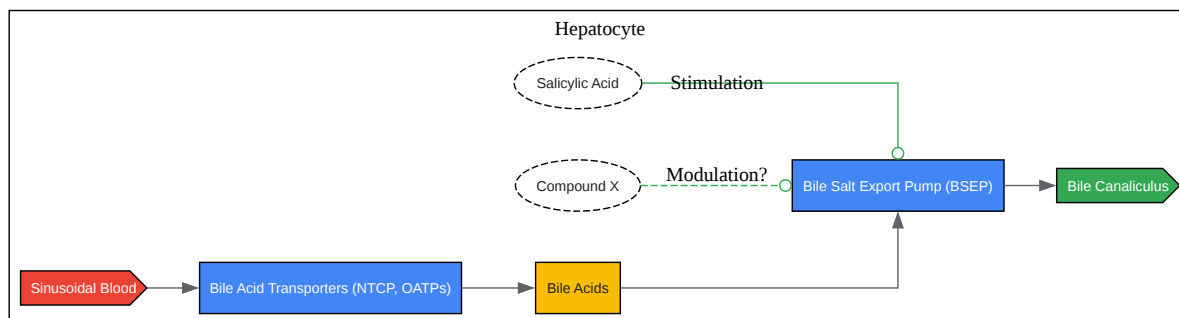 Hepatocyte
Salicylic Acid
Stimulation
Compound X
Modulation?
Bile Salt Export Pump (BSEP)
Bile Canaliculus
Sinusoidal Blood
Bile Acid Transporters (NTCP, OATPs)
Bile Acids